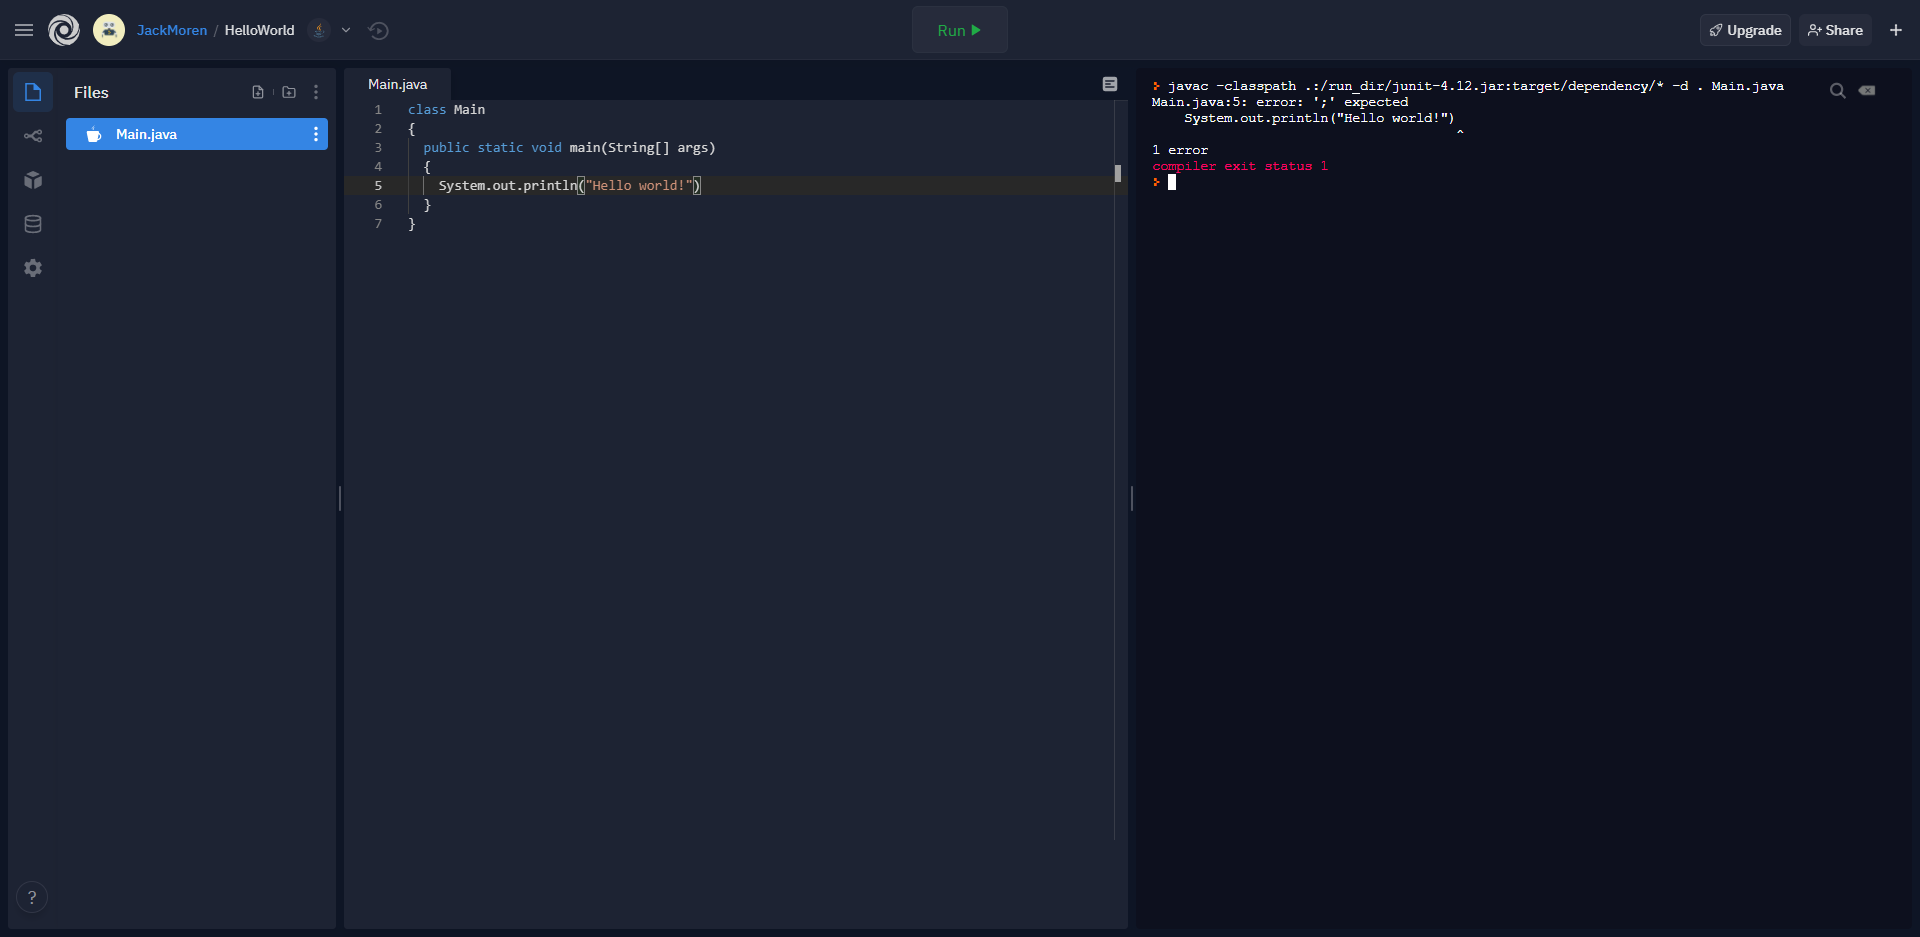 JackMoren / HelloWorld
Run
Upgrade
Share
Files
Main.java
Main.java
1 class Main
2 {
3 public static void main(String[] args)
4 {
5 System.out.println("Hello world!")
6 }
7 }
javac -classpath .:/run_dir/junit-4.12.jar:target/dependency/* -d . Main.java
Main.java:5: error: ';' expected
System.out.println("Hello world!")
^
1 error
compiler exit status 1
?